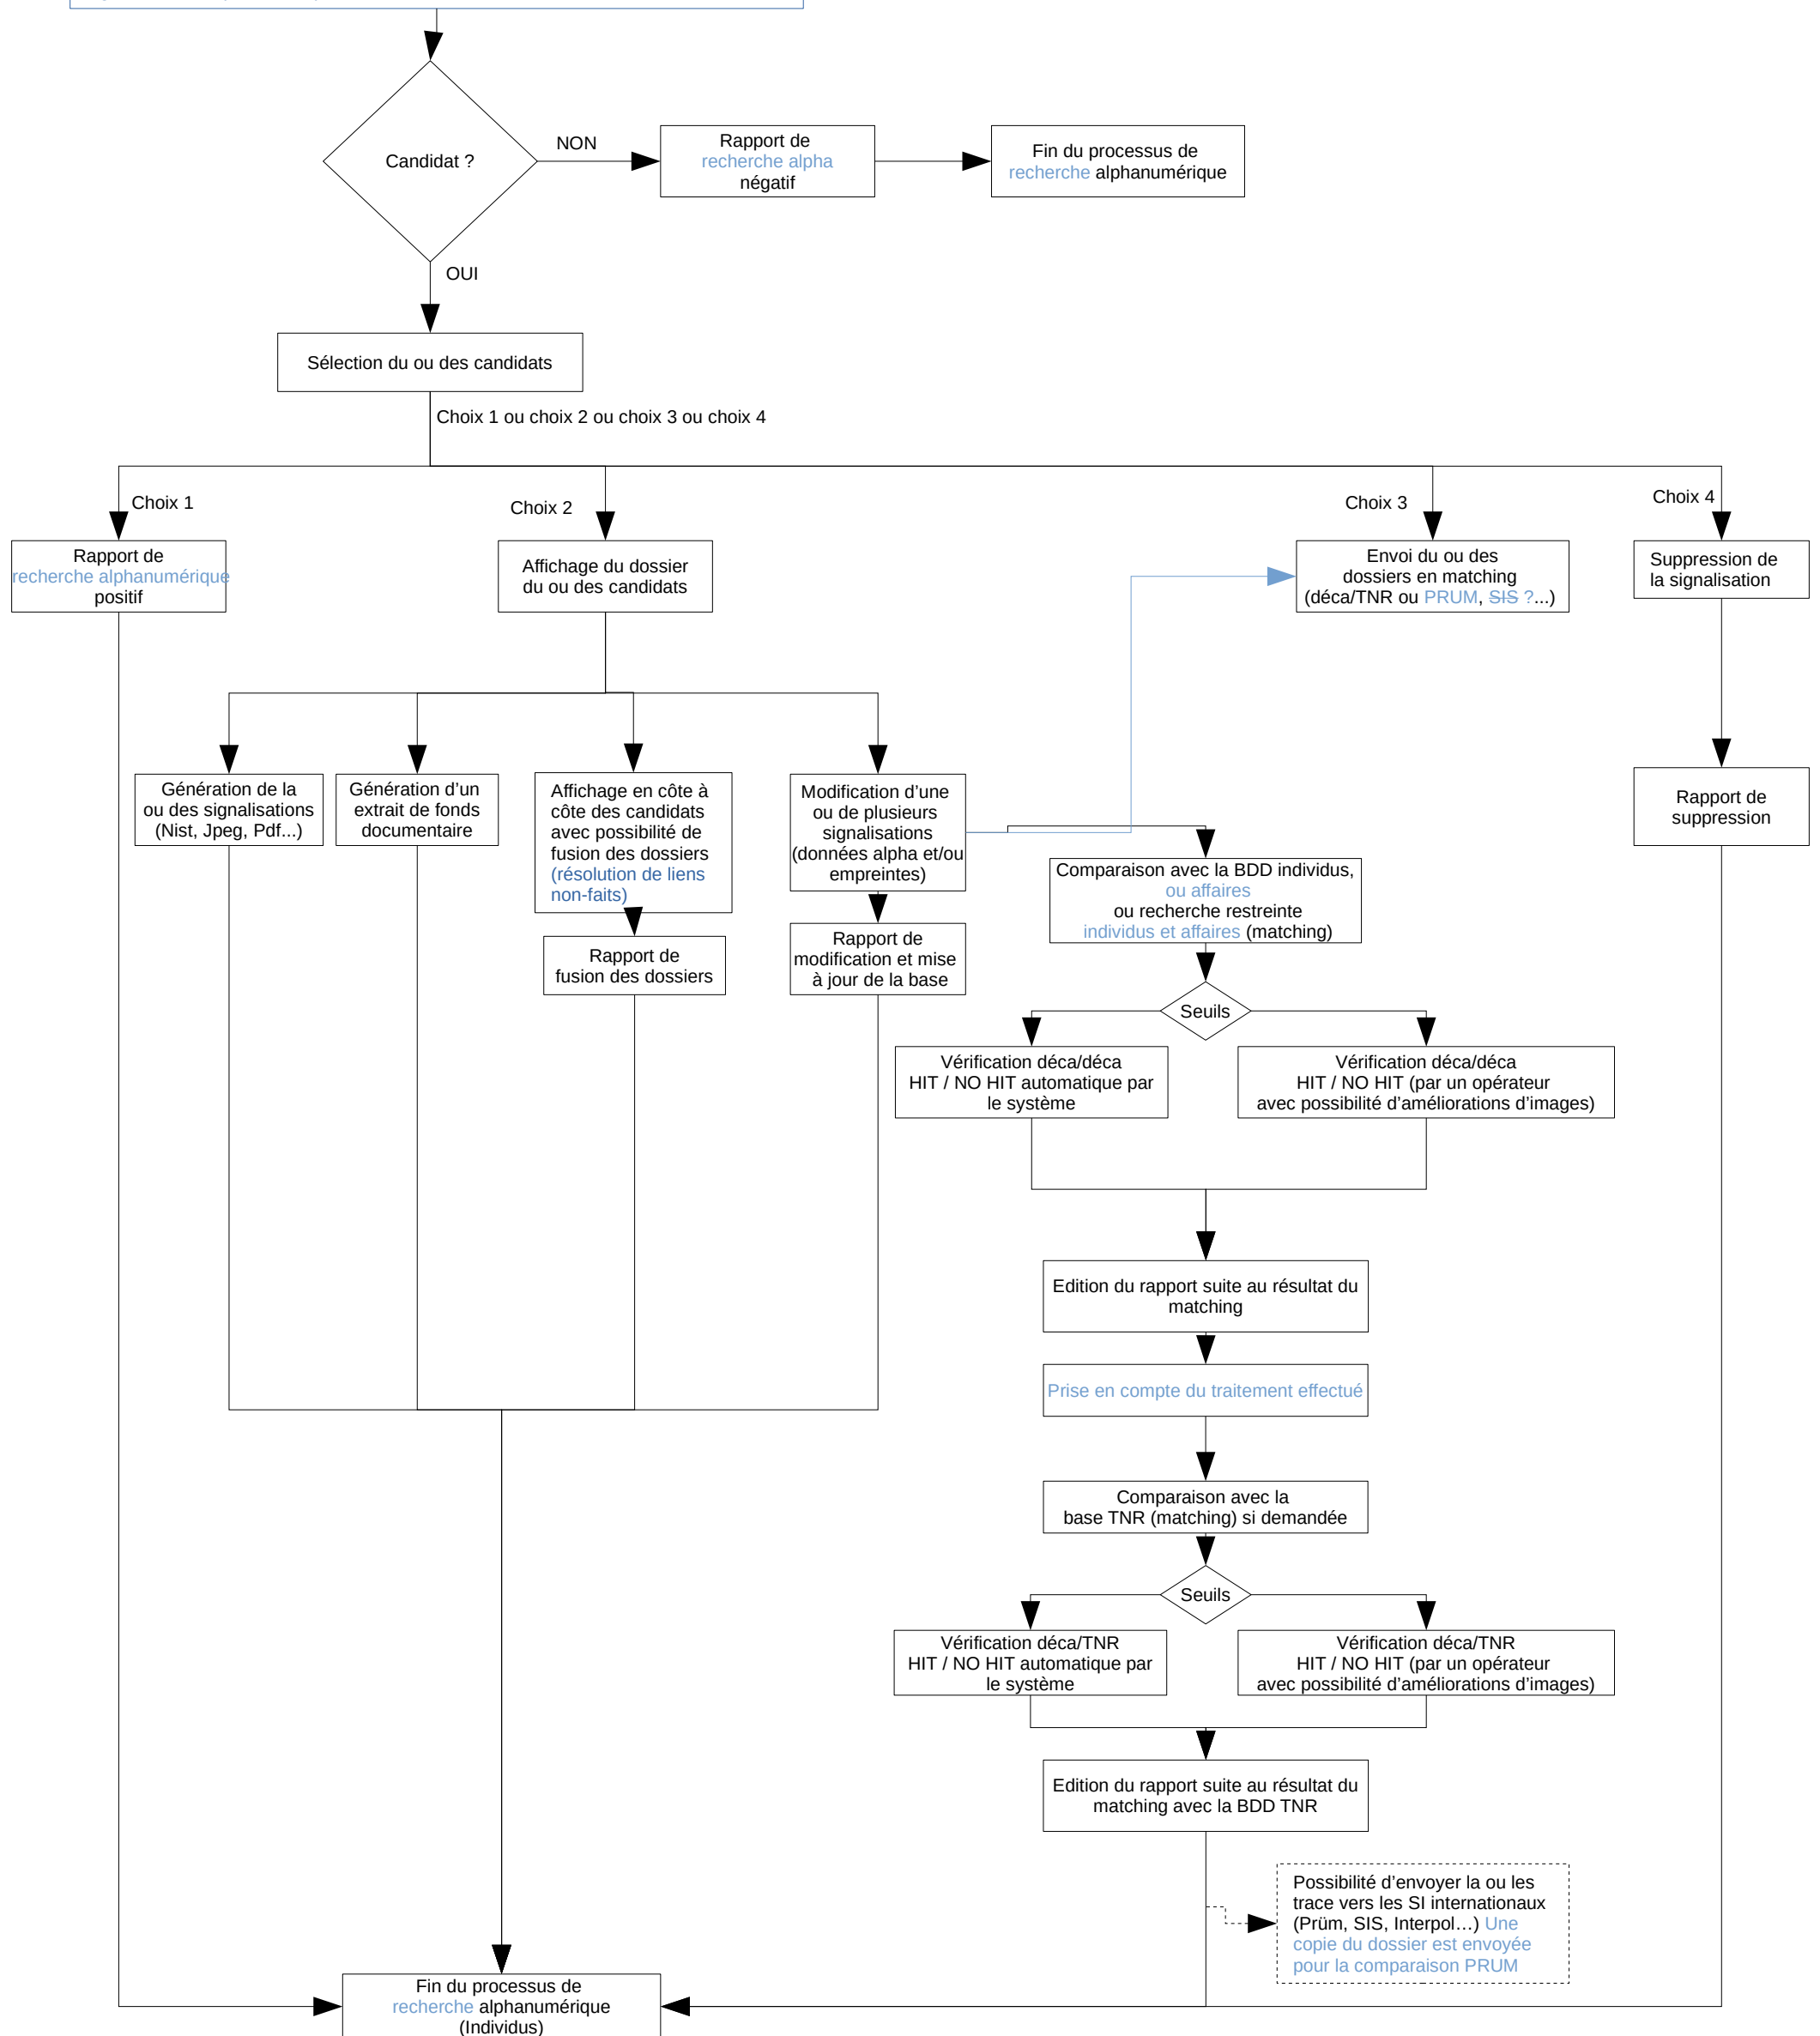 Candidat ?
NON
Rapport de
recherche alpha
négatif
Fin du processus de
recherche alphanumérique
OUI
Sélection du ou des candidats
Choix 1 ou choix 2 ou choix 3 ou choix 4
Choix 1
Choix 2
Choix 3
Choix 4
Rapport de
recherche alphanumérique
positif
Affichage du dossier
du ou des candidats
Envoi du ou des
dossiers en matching
(déca/TNR ou PRUM, SIS ?...)
Suppression de
la signalisation
Génération de la
ou des signalisations
(Nist, Jpeg, Pdf...)
Génération d’un
extrait de fonds
documentaire
Affichage en côte à
côte des candidats
avec possibilité de
fusion des dossiers
(résolution de liens
non-faits)
Modification d’une
ou de plusieurs
signalisations
(données alpha et/ou
empreintes)
Rapport de
suppression
Comparaison avec la BDD individus,
ou affaires
ou recherche restreinte
individus et affaires (matching)
Rapport de
fusion des dossiers
Rapport de
modification et mise
à jour de la base
Seuils
Vérification déca/déca
HIT / NO HIT automatique par
le système
Vérification déca/déca
HIT / NO HIT (par un opérateur
avec possibilité d’améliorations d’images)
Edition du rapport suite au résultat du
matching
Prise en compte du traitement effectué
Comparaison avec la
base TNR (matching) si demandée
Seuils
Vérification déca/TNR
HIT / NO HIT automatique par
le système
Vérification déca/TNR
HIT / NO HIT (par un opérateur
avec possibilité d’améliorations d’images)
Edition du rapport suite au résultat du
matching avec la BDD TNR
Possibilité d’envoyer la ou les
trace vers les SI internationaux
(Prüm, SIS, Interpol…) Une
copie du dossier est envoyée
pour la comparaison PRUM
Fin du processus de
recherche alphanumérique
(Individus)